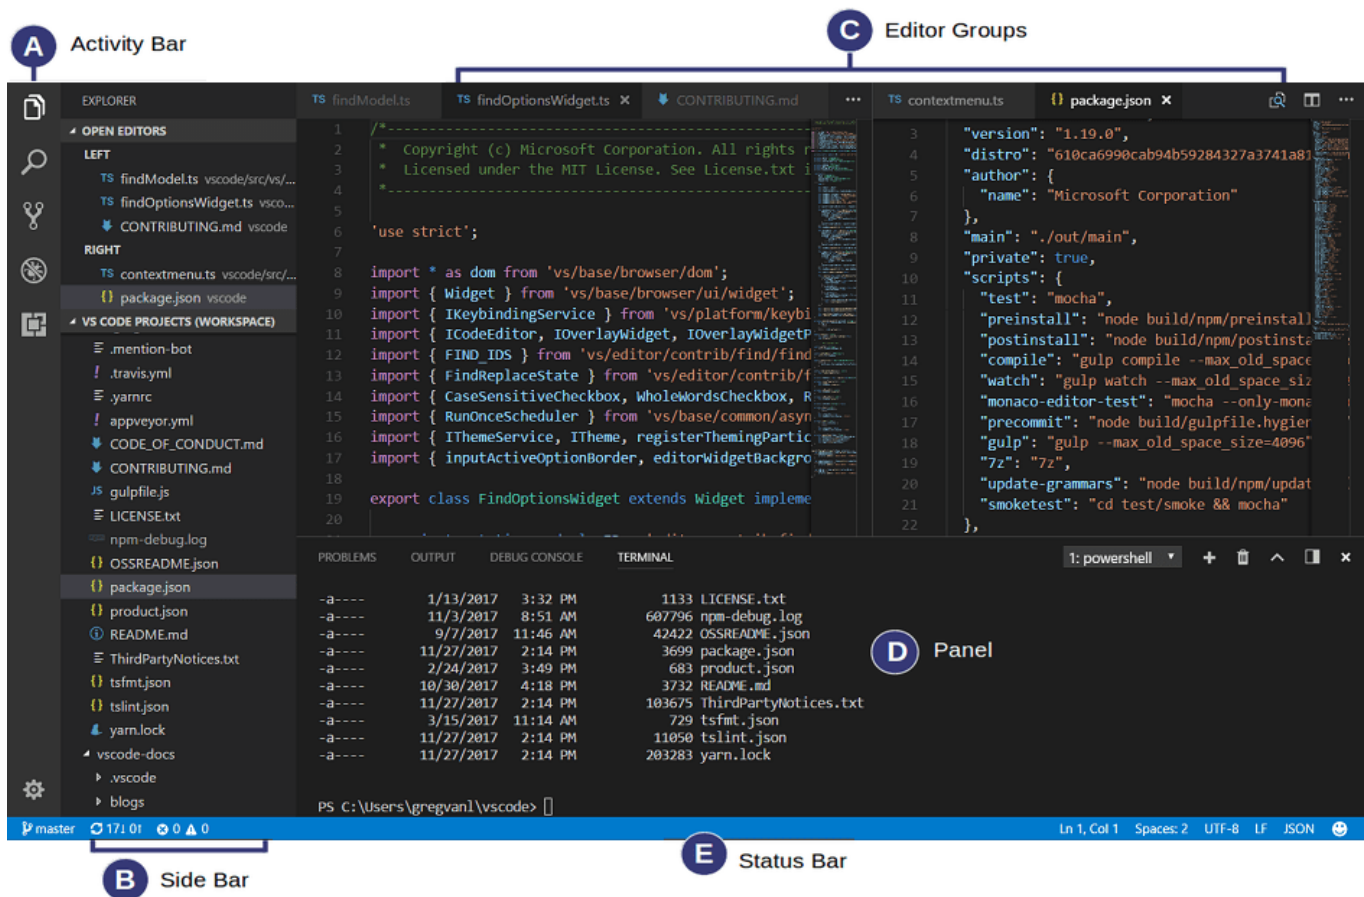 A Activity Bar
C Editor Groups
EXPLORER
OPEN EDITORS
LEFT
TS findModel.ts vscode/src/vs/...
TS findOptionsWidget.ts vsco...
CONTRIBUTING.md vscode
RIGHT
TS contextmenu.ts vscode/src/...
{} package.json vscode
VS CODE PROJECTS (WORKSPACE)
.mention-bot
! .travis.yml
.yarnrc
! appveyor.yml
CODE_OF_CONDUCT.md
CONTRIBUTING.md
JS gulpfile.js
LICENSE.txt
npm-debug.log
{} OSSREADME.json
{} package.json
{} product.json
README.md
ThirdPartyNotices.txt
{} tsfmt.json
{} tslint.json
yarn.lock
vscode-docs
.vscode
blogs
TS findModel.ts TS findOptionsWidget.ts × CONTRIBUTING.md ...
1 /*--------------------------------------------------
2 * Copyright (c) Microsoft Corporation. All rights r
3 * Licensed under the MIT License. See License.txt i
4 *--------------------------------------------------
5
6 'use strict';
7
8 import * as dom from 'vs/base/browser/dom';
9 import { Widget } from 'vs/base/browser/ui/widget';
10 import { IKeybindingService } from 'vs/platform/keybi
11 import { ICodeEditor, IOverlayWidget, IOverlayWidgetP
12 import { FIND_IDS } from 'vs/editor/contrib/find/find
13 import { FindReplaceState } from 'vs/editor/contrib/f
14 import { CaseSensitiveCheckbox, WholeWordsCheckbox, R
15 import { RunOnceScheduler } from 'vs/base/common/asyn
16 import { IThemeService, ITheme, registerThemingPartic
17 import { inputActiveOptionBorder, editorWidgetBackgro
18
19 export class FindOptionsWidget extends Widget impleme
20
TS contextmenu.ts {} package.json × ...
3 "version": "1.19.0",
4 "distro": "610ca6990cab94b59284327a3741a81
5 "author": {
6 "name": "Microsoft Corporation"
7 },
8 "main": "./out/main",
9 "private": true,
10 "scripts": {
11 "test": "mocha",
12 "preinstall": "node build/npm/preinstall
13 "postinstall": "node build/npm/postinsta
14 "compile": "gulp compile --max_old_space
15 "watch": "gulp watch --max_old_space_siz
16 "monaco-editor-test": "mocha --only-mona
17 "precommit": "node build/gulpfile.hygien
18 "gulp": "gulp --max_old_space_size=4096"
19 "7z": "7z",
20 "update-grammars": "node build/npm/updat
21 "smoketest": "cd test/smoke && mocha"
22 },
PROBLEMS OUTPUT DEBUG CONSOLE TERMINAL 1: powershell
-a---- 1/13/2017 3:32 PM 1133 LICENSE.txt
-a---- 11/3/2017 8:51 AM 607796 npm-debug.log
-a---- 9/7/2017 11:46 AM 42422 OSSREADME.json
-a---- 11/27/2017 2:14 PM 3699 package.json
-a---- 2/24/2017 3:49 PM 683 product.json
-a---- 10/30/2017 4:18 PM 3732 README.md
-a---- 11/27/2017 2:14 PM 103675 ThirdPartyNotices.txt
-a---- 3/15/2017 11:14 AM 729 tsfmt.json
-a---- 11/27/2017 2:14 PM 11050 tslint.json
-a---- 11/27/2017 2:14 PM 203283 yarn.lock
PS C:\Users\gregvanl\vscode>
D Panel
master 17↓ 0↑ 0 0 Ln 1, Col 1 Spaces: 2 UTF-8 LF JSON
B Side Bar
E Status Bar